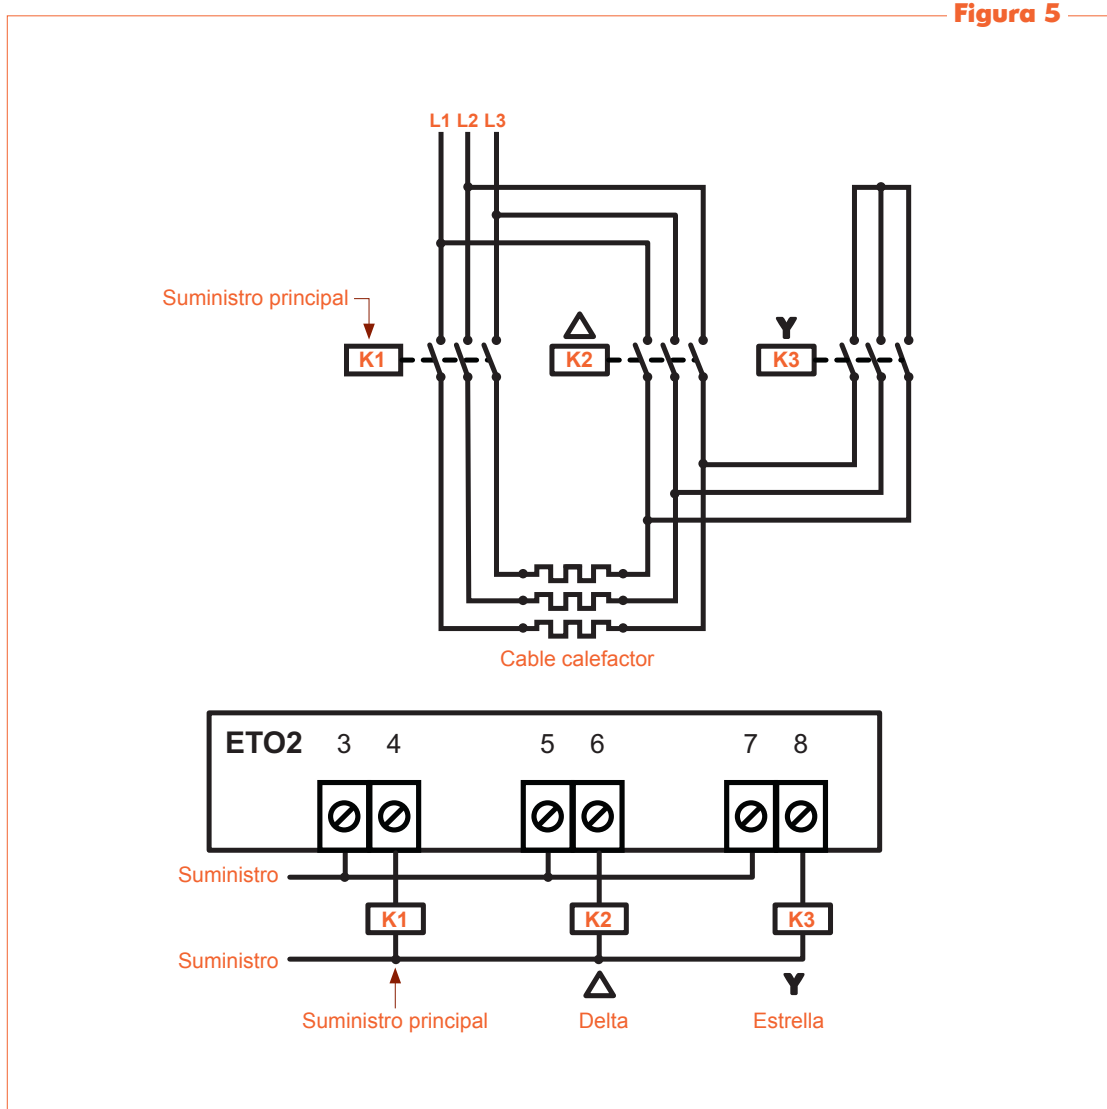 Figura 5
L1 L2 L3
Suministro principal
K1
K2
Y
K3
Cable calefactor
ETO2 3 4 5 6 7 8
Suministro
K1 K2 K3
Suministro
Y
Suministro principal Delta Estrella